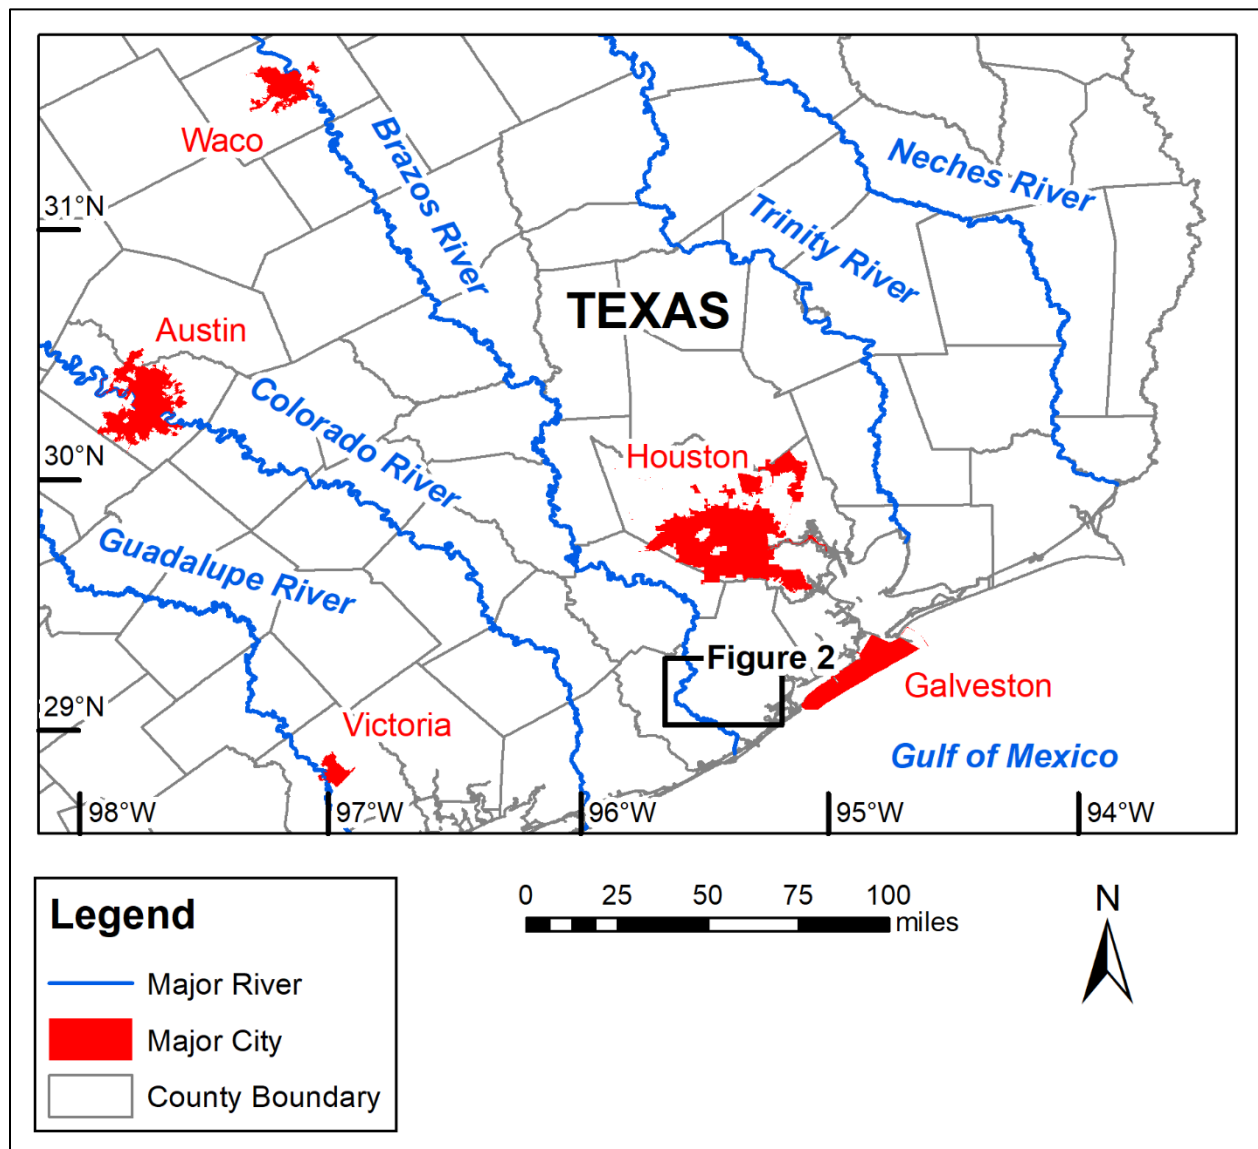 Waco
Brazos River
Neches River
31°N
Trinity River
TEXAS
Austin
Colorado River
Houston
30°N
Guadalupe River
Figure 2
Galveston
29°N
Victoria
Gulf of Mexico
98°W 97°W 96°W 95°W 94°W
Legend
Major River
Major City
County Boundary
0 25 50 75 100
miles
N